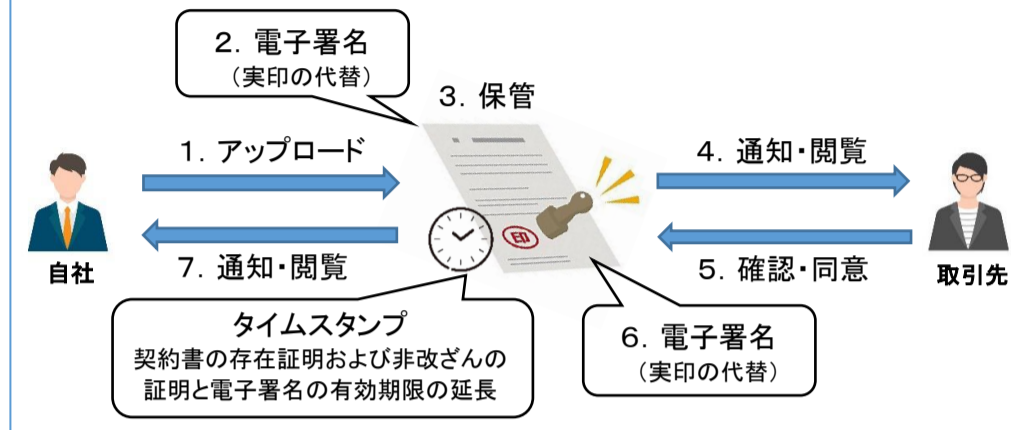 2．電子署名
（実印の代替）
3．保管
1．アップロード
4．通知・閲覧
印
自社
7．通知・閲覧
5．確認・同意
取引先
タイムスタンプ
契約書の存在証明および非改ざんの
証明と電子署名の有効期限の延長
6．電子署名
（実印の代替）